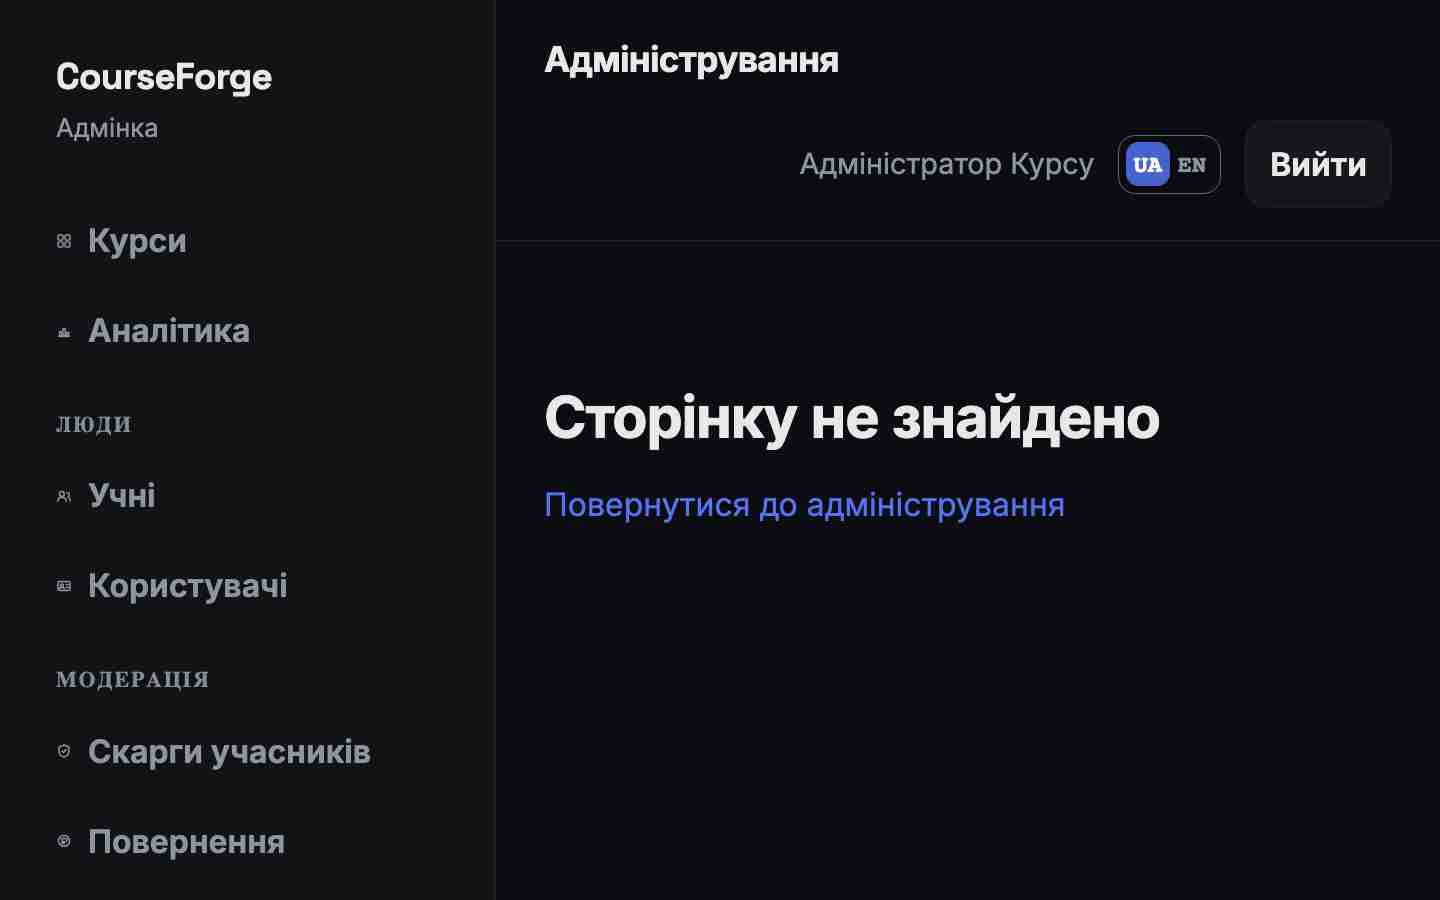 CourseForge
Адмінка
Курси
Аналітика
ЛЮДИ
Учні
Користувачі
МОДЕРАЦІЯ
Скарги учасників
Повернення
Адміністрування
Адміністратор Курсу
UA EN
Вийти
Сторінку не знайдено
Повернутися до адміністрування